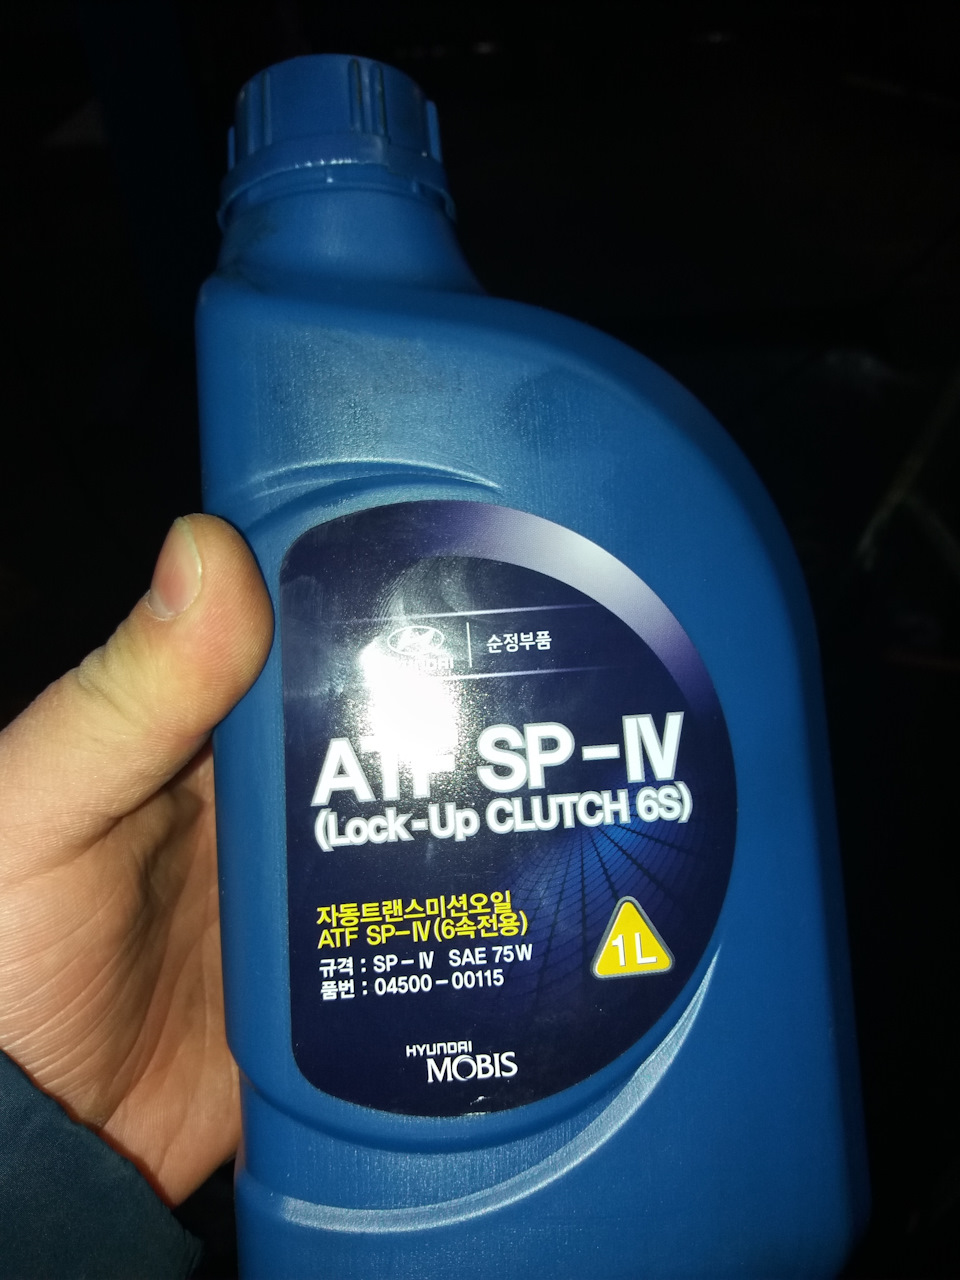 HYUNDAI 순정부품
ATF SP-IV
(Lock-Up CLUTCH 6S)
자동트랜스미션오일
ATF SP-IV(6속전용)
규격 : SP-IV SAE 75W
품번 : 04500-00115
1L
HYUNDAI
MOBIS